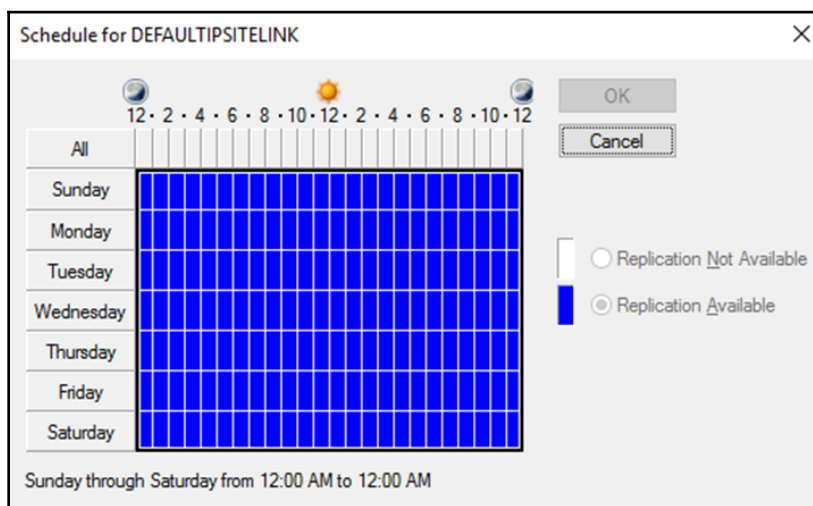 Schedule for DEFAULTIPSITELINK
OK
12 · 2 · 4 · 6 · 8 · 10 · 12 · 2 · 4 · 6 · 8 · 10 · 12
Cancel
All
Sunday
Monday
Tuesday
Replication Not Available
Wednesday
Replication Available
Thursday
Friday
Saturday
Sunday through Saturday from 12:00 AM to 12:00 AM